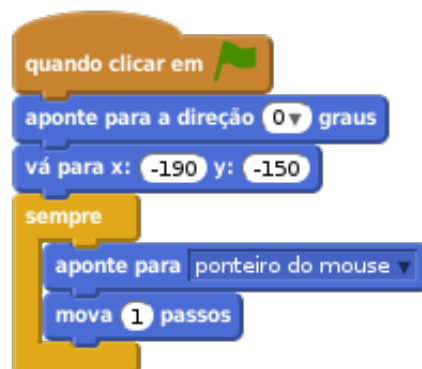 quando clicar em
aponte para a direção 0 graus
vá para x: -190 y: -150
sempre
aponte para ponteiro do mouse
mova 1 passos